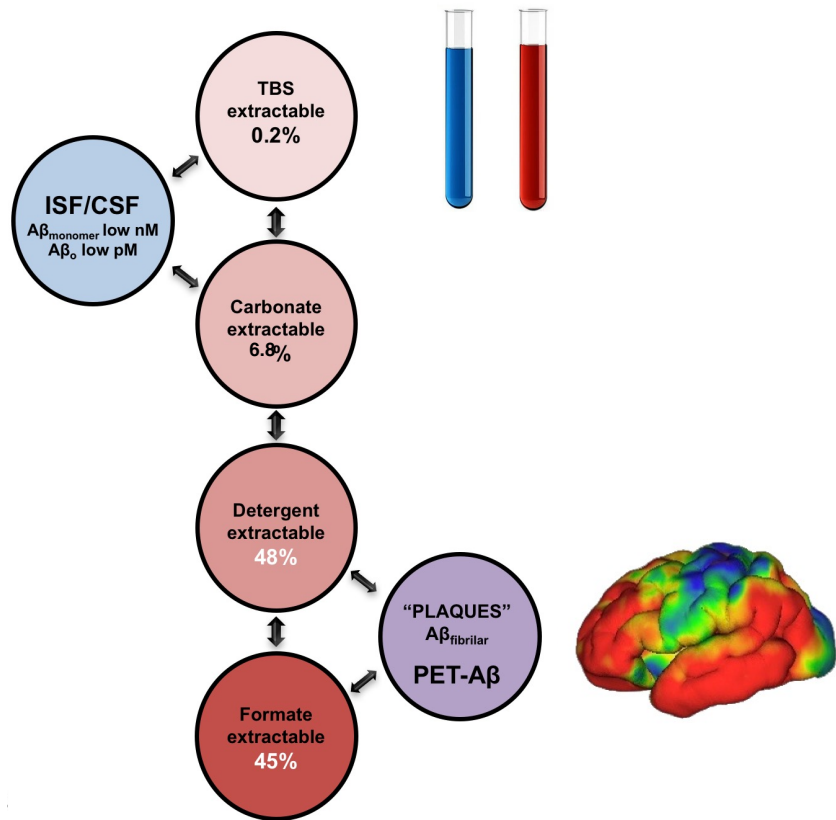 TBS
extractable
0.2%
ISF/CSF
Aβmonomer low nM
Aβo low pM
Carbonate
extractable
6.8%
Detergent
extractable
48%
“PLAQUES”
Aβfibrilar
PET-Aβ
Formate
extractable
45%